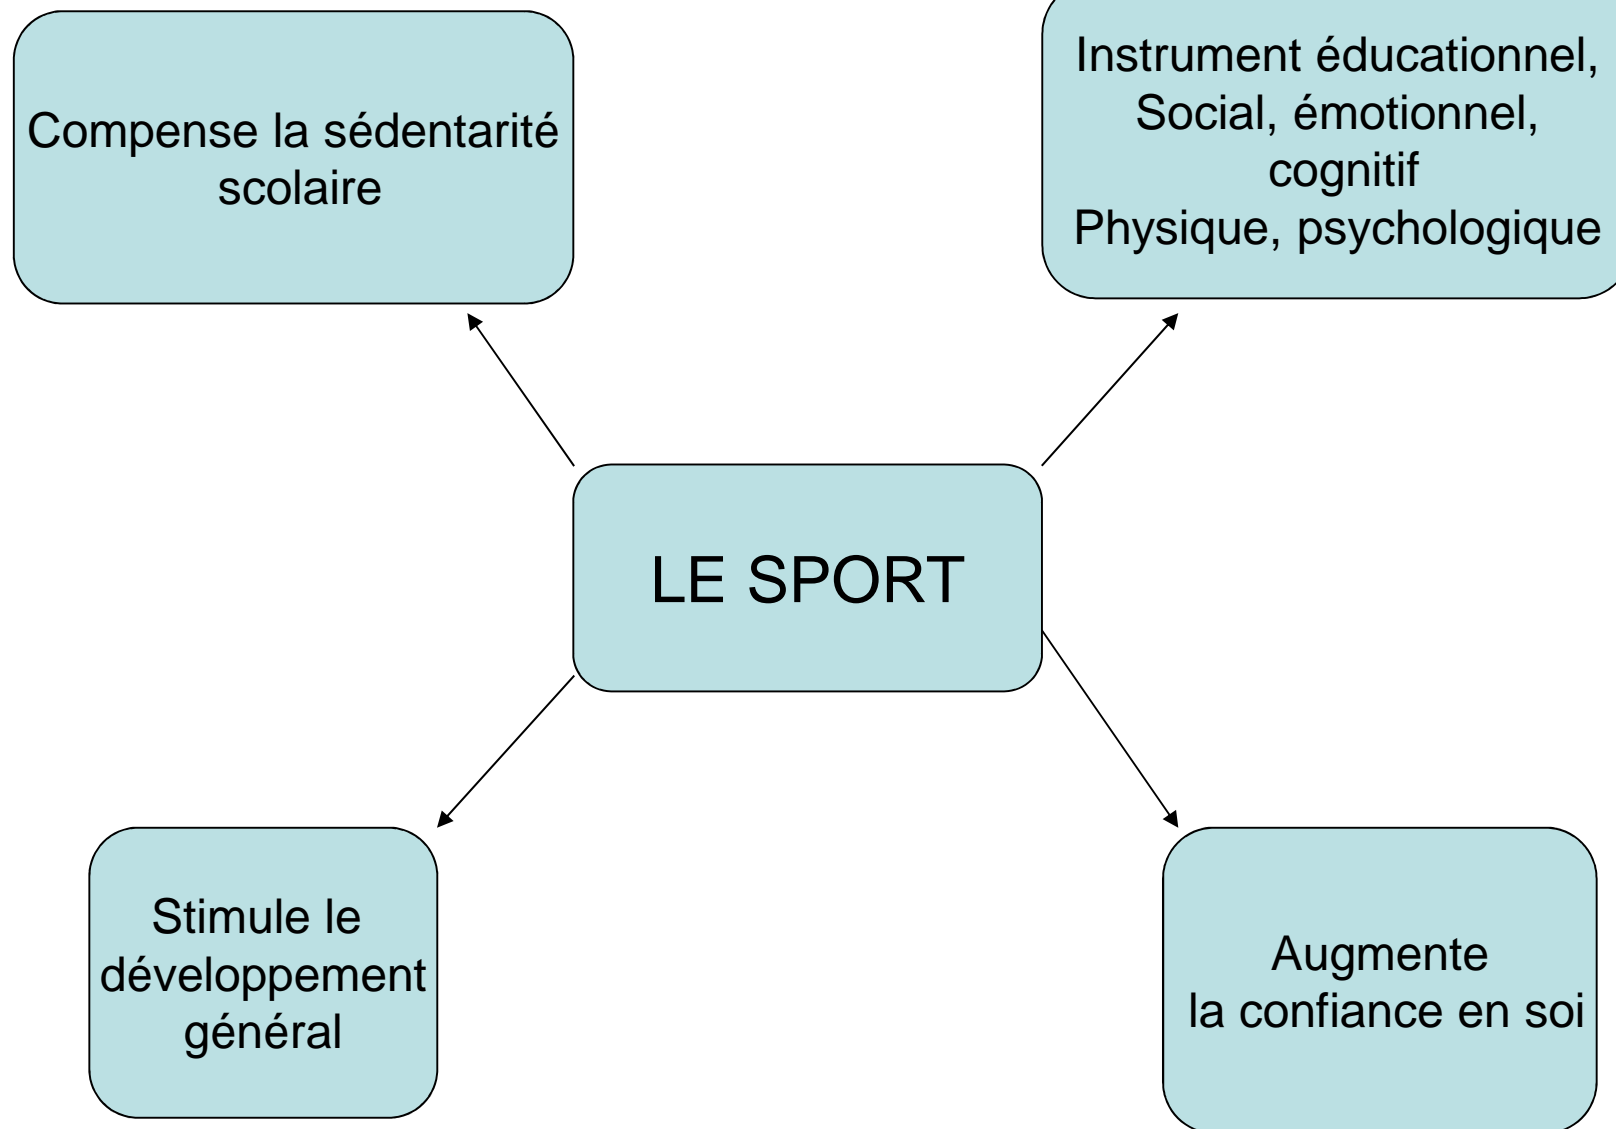 Compense la sédentarité
scolaire
Instrument éducationnel,
Social, émotionnel,
cognitif
Physique, psychologique
LE SPORT
Stimule le
développement
général
Augmente
la confiance en soi